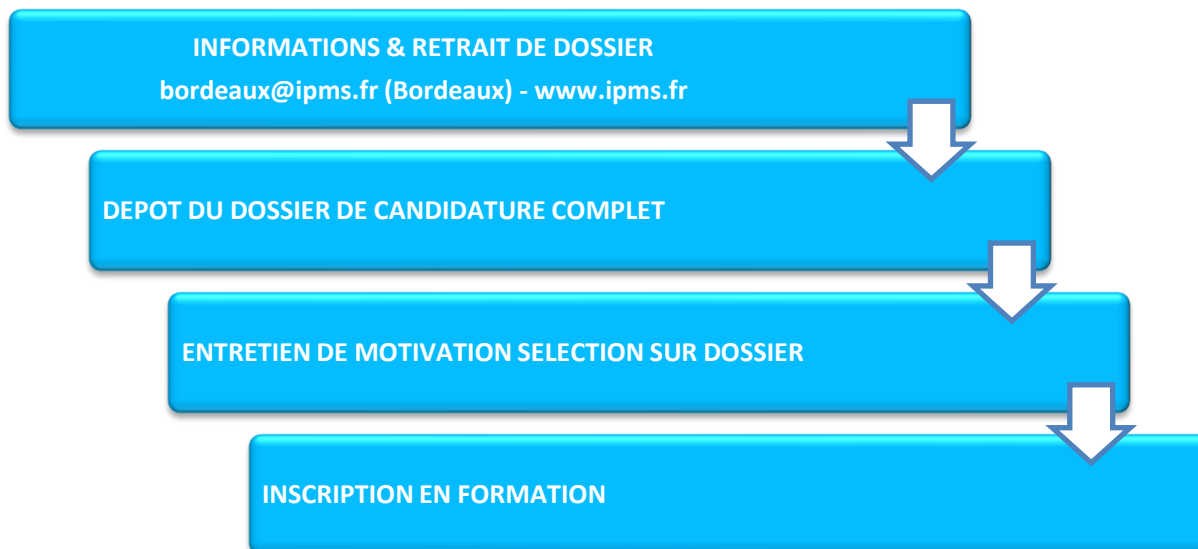 INFORMATIONS & RETRAIT DE DOSSIER
bordeaux@ipms.fr (Bordeaux) - www.ipms.fr
DEPOT DU DOSSIER DE CANDIDATURE COMPLET
ENTRETIEN DE MOTIVATION SELECTION SUR DOSSIER
INSCRIPTION EN FORMATION